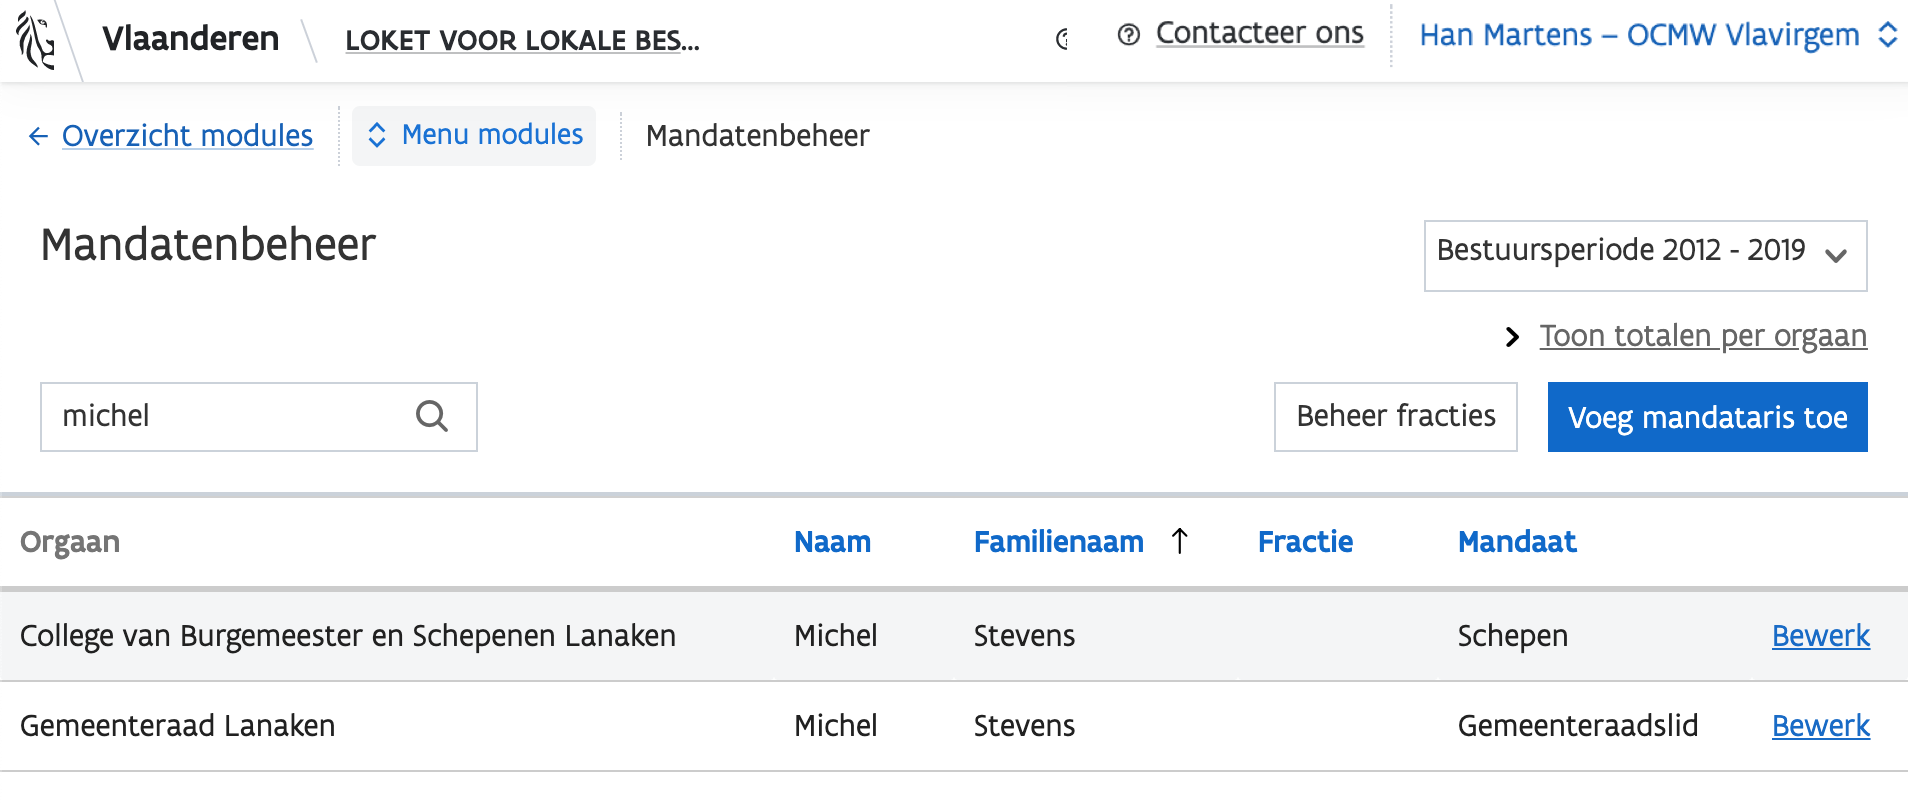 Vlaanderen LOKET VOOR LOKALE BES... Contacteer ons Han Martens – OCMW Vlavirgem
← Overzicht modules Menu modules Mandatenbeheer
Mandatenbeheer Bestuursperiode 2012 - 2019
Toon totalen per orgaan
michel Beheer fracties Voeg mandataris toe
Orgaan Naam Familienaam ↑ Fractie Mandaat
College van Burgemeester en Schepenen Lanaken Michel Stevens Schepen Bewerk
Gemeenteraad Lanaken Michel Stevens Gemeenteraadslid Bewerk